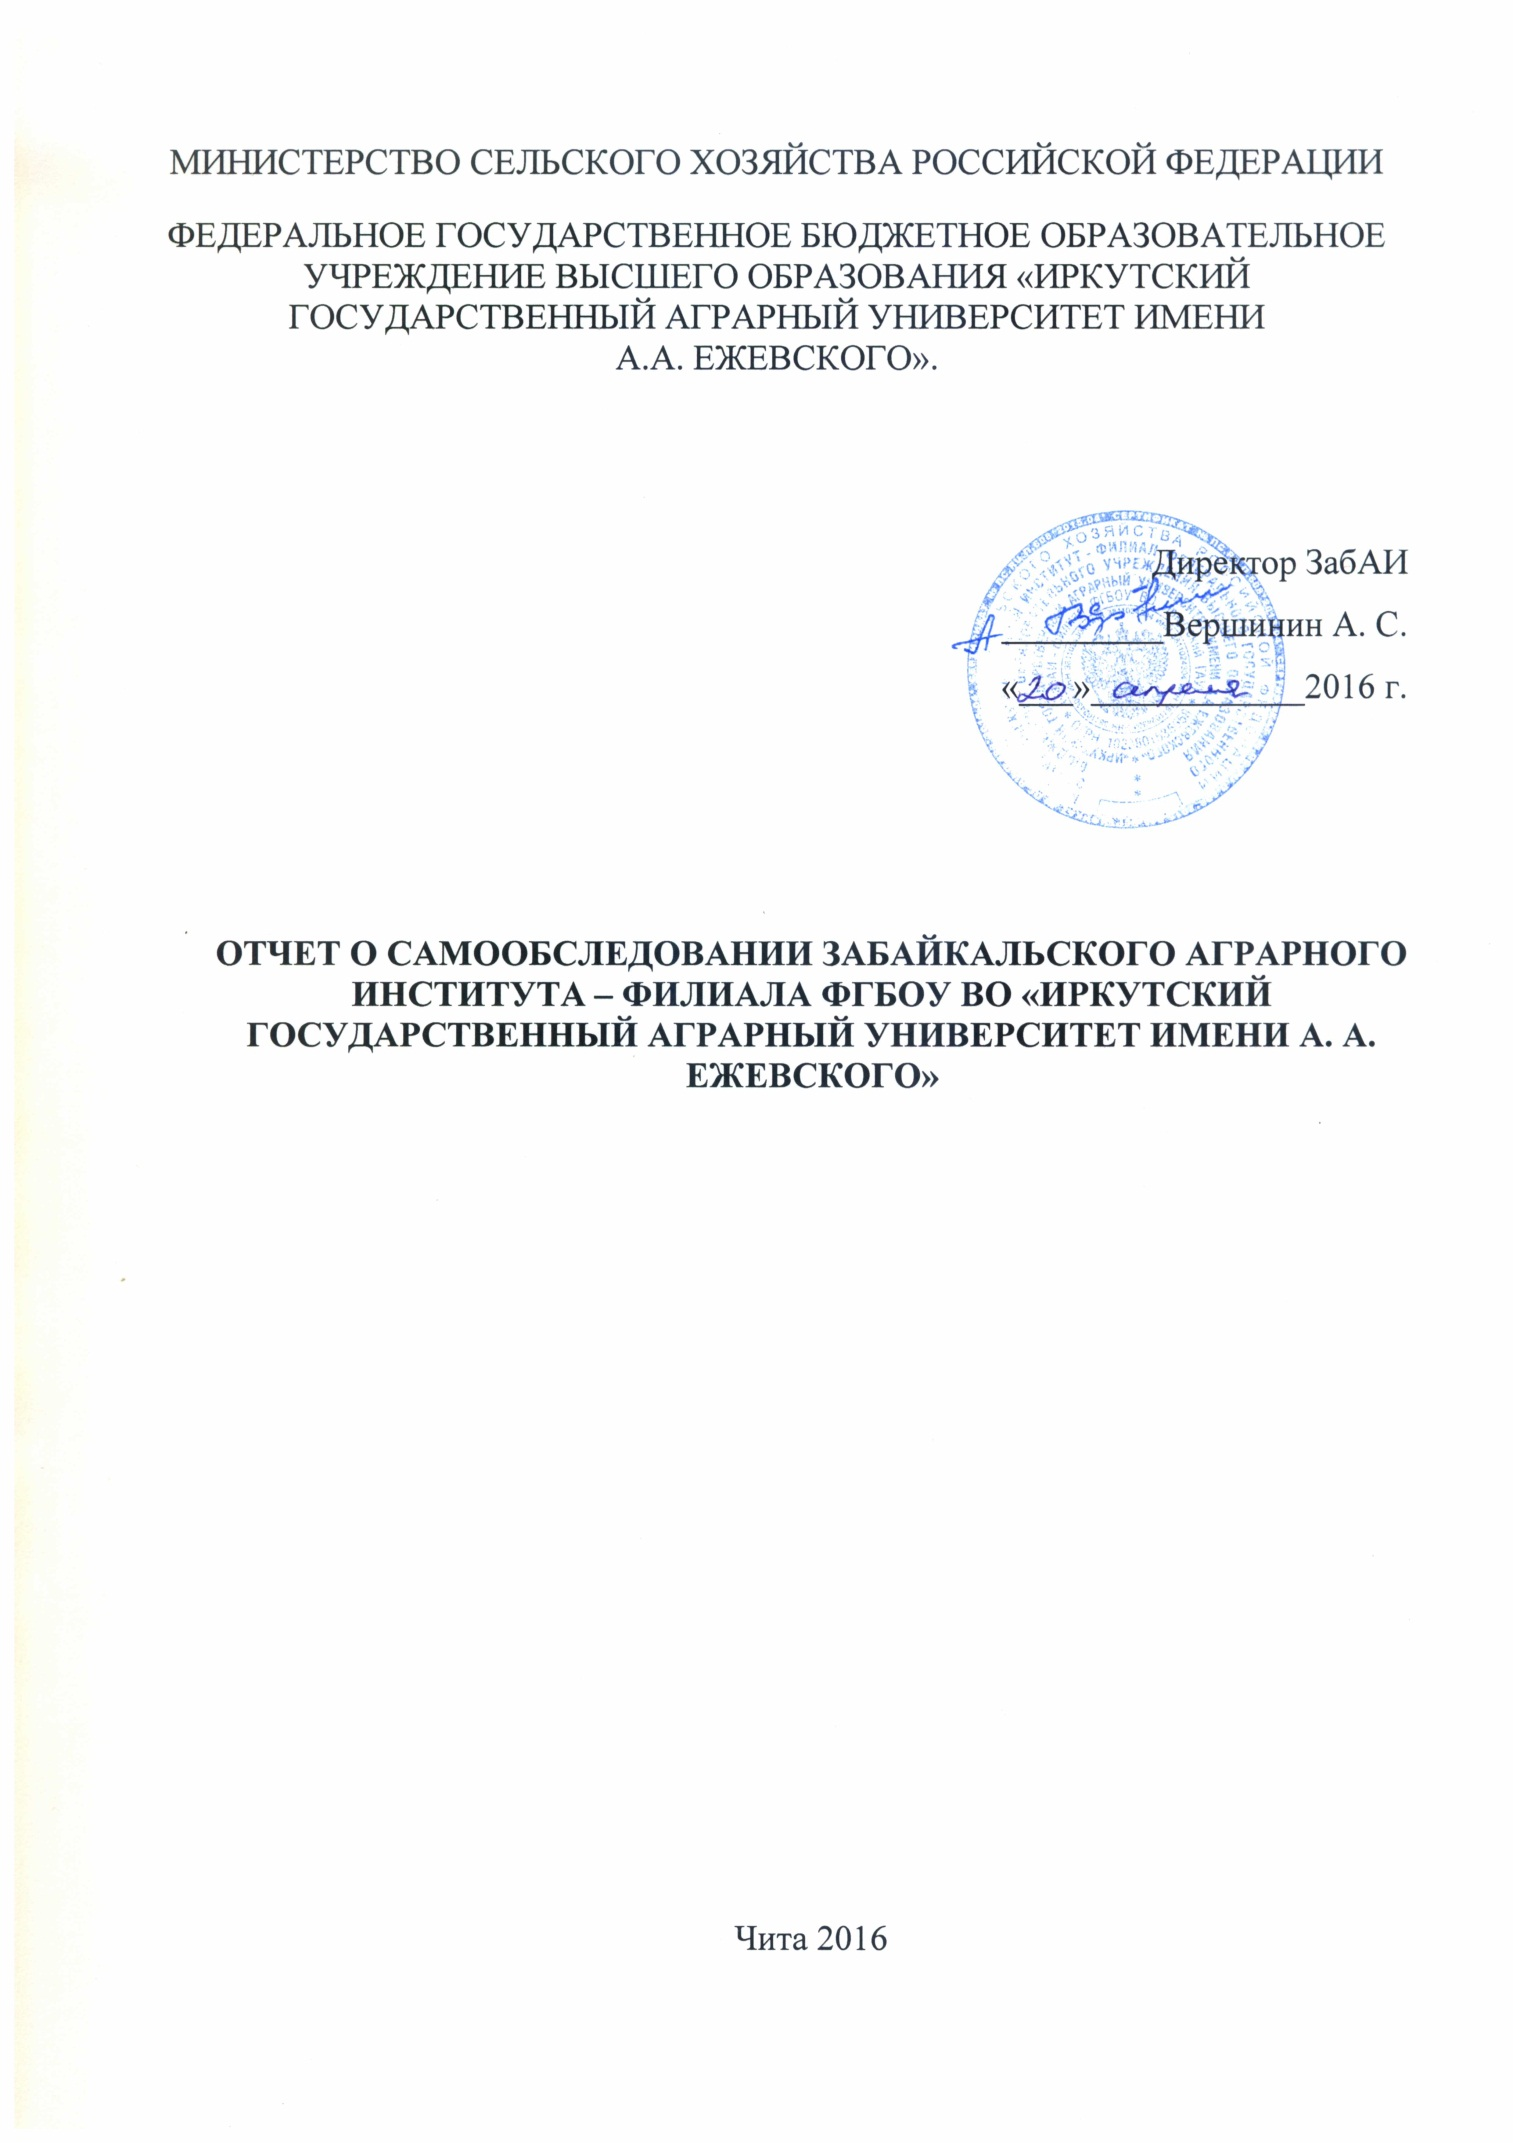 МИНИСТЕРСТВО СЕЛЬСКОГО ХОЗЯЙСТВА РОССИЙСКОЙ ФЕДЕРАЦИИ
ФЕДЕРАЛЬНОЕ ГОСУДАРСТВЕННОЕ БЮДЖЕТНОЕ ОБРАЗОВАТЕЛЬНОЕ
УЧРЕЖДЕНИЕ ВЫСШЕГО ОБРАЗОВАНИЯ «ИРКУТСКИЙ
ГОСУДАРСТВЕННЫЙ АГРАРНЫЙ УНИВЕРСИТЕТ ИМЕНИ
А.А. ЕЖЕВСКОГО».
Директор ЗабАИ
Вершинин А. С.
«20» апреля 2016 г.
ОТЧЕТ О САМООБСЛЕДОВАНИИ ЗАБАЙКАЛЬСКОГО АГРАРНОГО
ИНСТИТУТА – ФИЛИАЛА ФГБОУ ВО «ИРКУТСКИЙ
ГОСУДАРСТВЕННЫЙ АГРАРНЫЙ УНИВЕРСИТЕТ ИМЕНИ А. А.
ЕЖЕВСКОГО»
Чита 2016